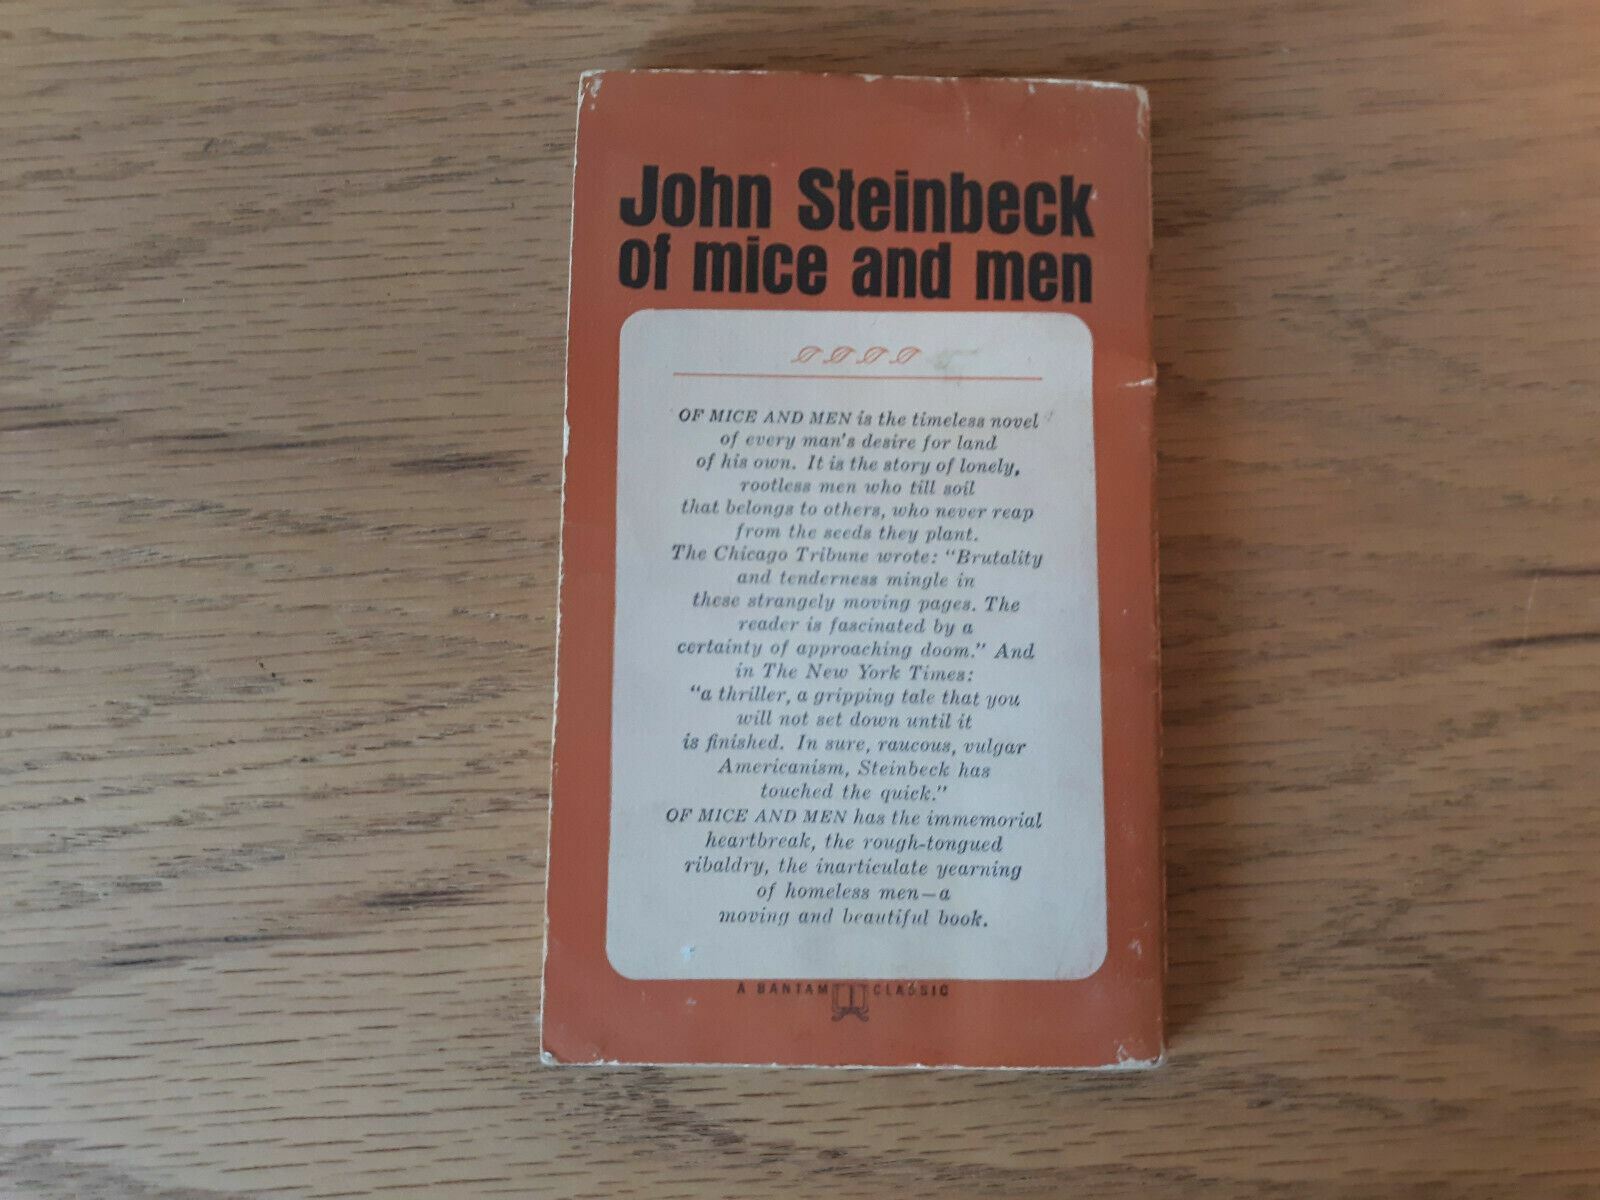 John Steinbeck
of mice and men
OF MICE AND MEN is the timeless novel
of every man's desire for land
of his own. It is the story of lonely,
rootless men who till soil
that belongs to others, who never reap
from the seeds they plant.
The Chicago Tribune wrote: "Brutality
and tenderness mingle in
these strangely moving pages. The
reader is fascinated by a
certainty of approaching doom." And
in The New York Times:
"a thriller, a gripping tale that you
will not set down until it
is finished. In sure, raucous, vulgar
Americanism, Steinbeck has
touched the quick."
OF MICE AND MEN has the immemorial
heartbreak, the rough-tongued
ribaldry, the inarticulate yearning
of homeless men—a
moving and beautiful book.
A BANTAM CLASSIC